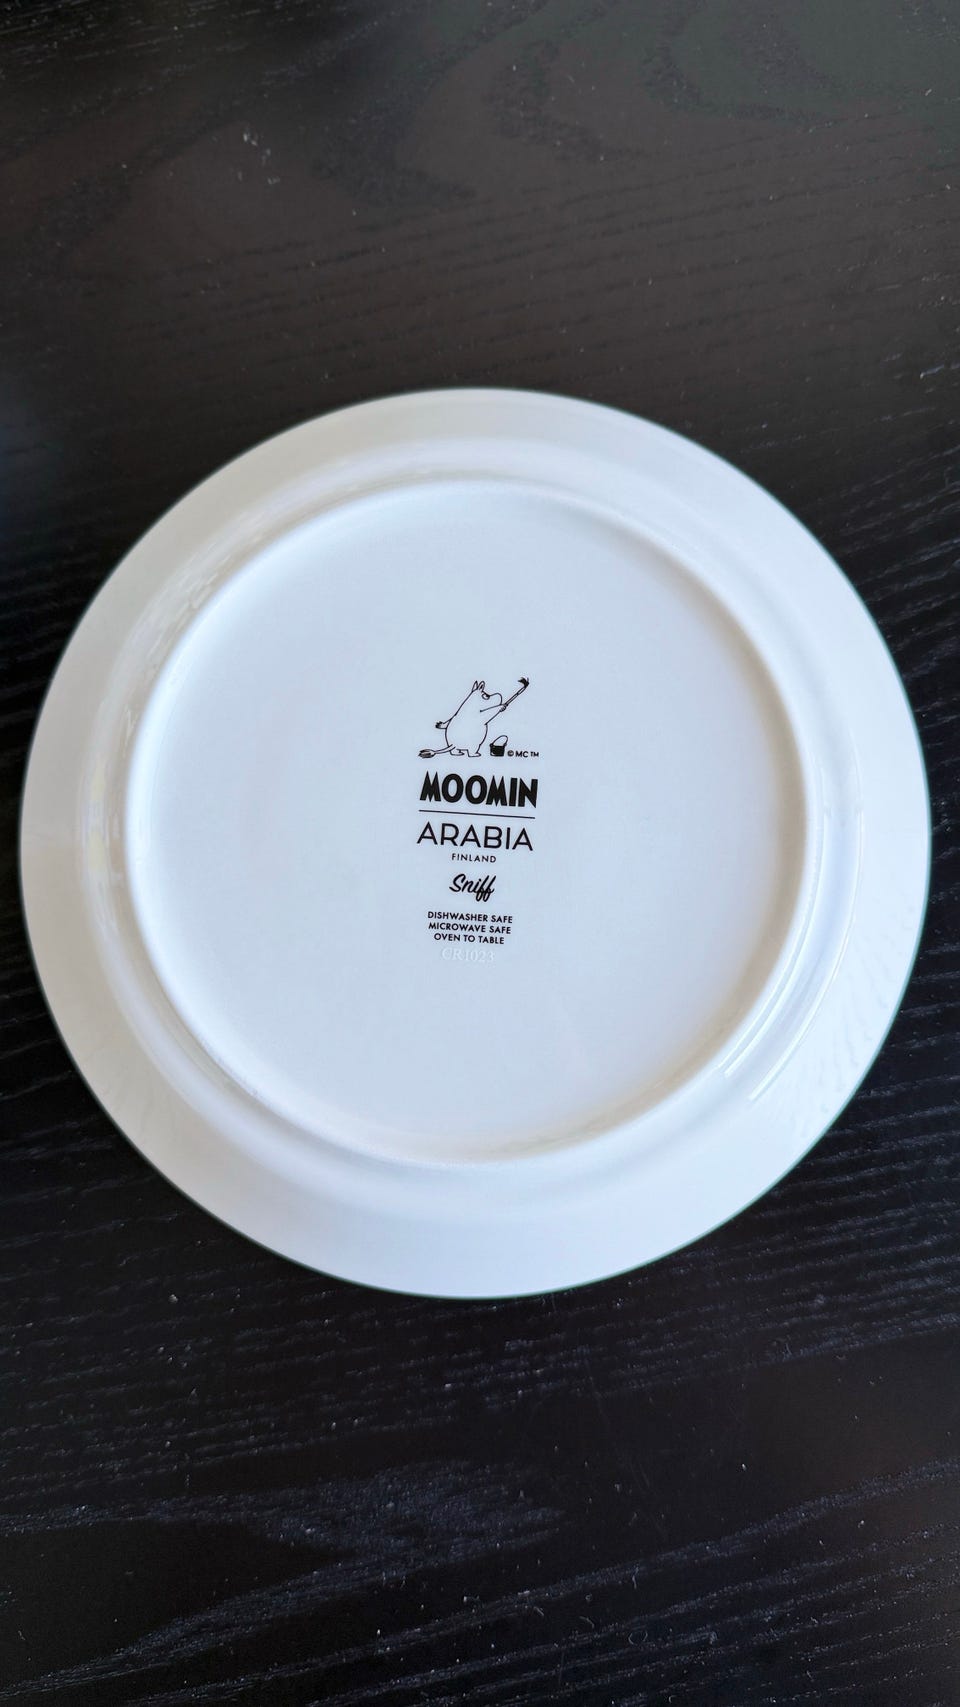 © MC ™
MOOMIN
ARABIA
FINLAND
Sniff
DISHWASHER SAFE
MICROWAVE SAFE
OVEN TO TABLE
CR1023